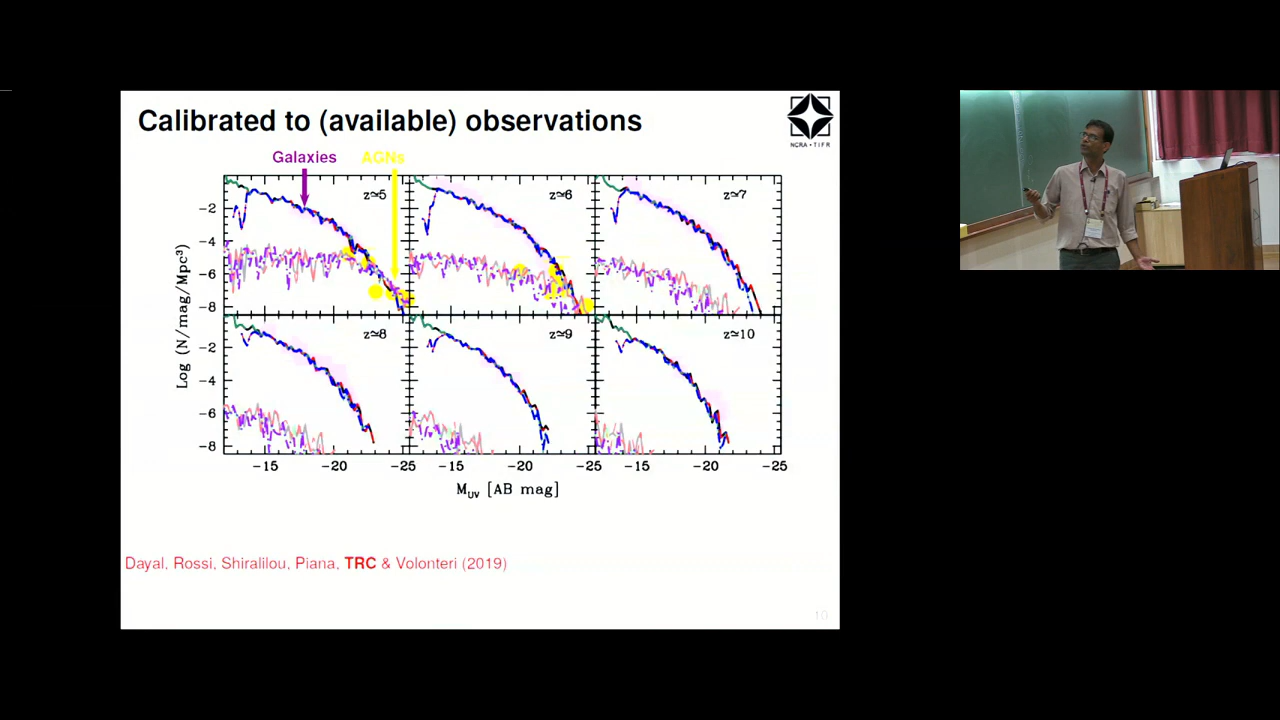 Calibrated to (available) observations
NCRA • TIFR
Galaxies
AGNs
z≃5
z≃6
z≃7
-2
-4
-6
-8
z≃8
z≃9
z≃10
-2
-4
-6
-8
Log (N/mag/Mpc³)
-15 -20 -25 -15 -20 -25 -15 -20 -25
M_UV [AB mag]
Dayal, Rossi, Shiralilou, Piana, TRC & Volonteri (2019)
10